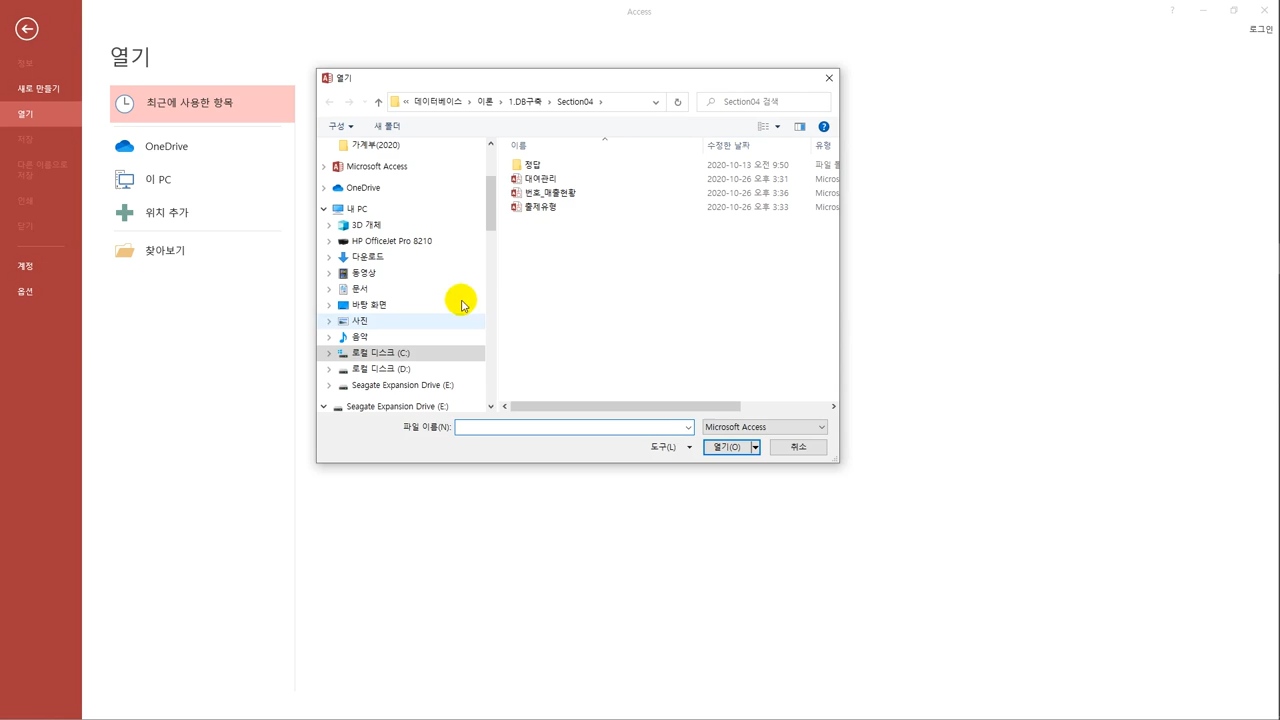 Access
로그인
정보
새로 만들기
열기
저장
다른 이름으로
저장
인쇄
닫기
계정
옵션
열기
최근에 사용한 항목
OneDrive
이 PC
위치 추가
찾아보기
열기
« 데이터베이스 › 이론 › 1.DB구축 › Section04 ›
Section04 검색
구성
새 폴더
가계부(2020)
Microsoft Access
OneDrive
내 PC
3D 개체
HP OfficeJet Pro 8210
다운로드
동영상
문서
바탕 화면
사진
음악
로컬 디스크 (C:)
로컬 디스크 (D:)
Seagate Expansion Drive (E:)
Seagate Expansion Drive (E:)
이름 수정한 날짜 유형
정답 2020-10-13 오전 9:50 파일 폴
대여관리 2020-10-26 오후 3:31 Micros
번호_매출현황 2020-10-26 오후 3:36 Micros
출제유형 2020-10-26 오후 3:33 Micros
파일 이름(N):
Microsoft Access
도구(L)
열기(O)
취소